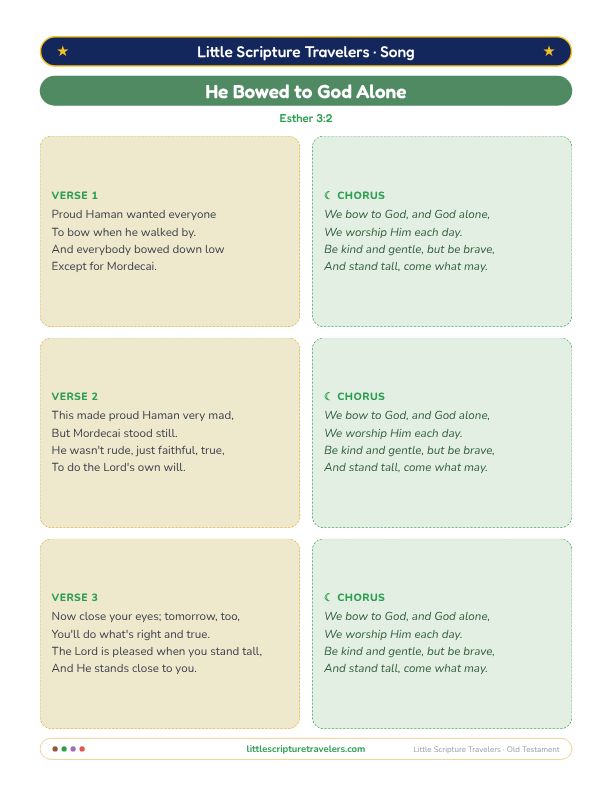 ★ Little Scripture Travelers · Song ★
He Bowed to God Alone
Esther 3:2
VERSE 1
Proud Haman wanted everyone
To bow when he walked by.
And everybody bowed down low
Except for Mordecai.
☾ CHORUS
We bow to God, and God alone,
We worship Him each day.
Be kind and gentle, but be brave,
And stand tall, come what may.
VERSE 2
This made proud Haman very mad,
But Mordecai stood still.
He wasn't rude, just faithful, true,
To do the Lord's own will.
☾ CHORUS
We bow to God, and God alone,
We worship Him each day.
Be kind and gentle, but be brave,
And stand tall, come what may.
VERSE 3
Now close your eyes; tomorrow, too,
You'll do what's right and true.
The Lord is pleased when you stand tall,
And He stands close to you.
☾ CHORUS
We bow to God, and God alone,
We worship Him each day.
Be kind and gentle, but be brave,
And stand tall, come what may.
littlescripturetravelers.com
Little Scripture Travelers · Old Testament